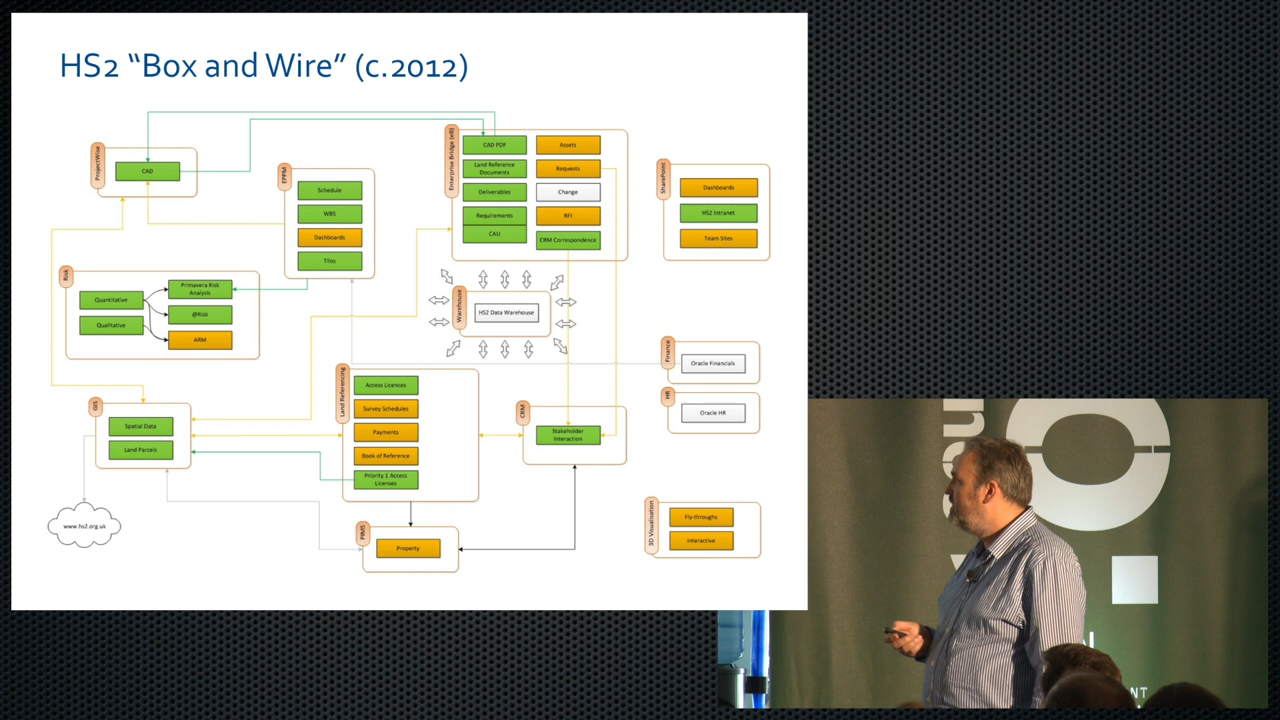 HS2 “Box and Wire” (c.2012)
ProjectWise
CAD
EPPM
Schedule
WBS
Dashboards
Tilos
Enterprise Bridge (eB)
CAD PDF
Land Reference
Documents
Deliverables
Requirements
CAU
Assets
Requests
Change
RFI
CRM Correspondence
SharePoint
Dashboards
HS2 Intranet
Team Sites
Risk
Quantitative
Qualitative
Primavera Risk
Analysis
@Risk
ARM
Warehouse
HS2 Data Warehouse
Finance
Oracle Financials
HR
Oracle HR
GIS
Spatial Data
Land Parcels
Land Referencing
Access Licences
Survey Schedules
Payments
Book of Reference
Priority 1 Access
Licenses
CRM
Stakeholder
Interaction
www.hs2.org.uk
PIMS
Property
3D Visualisation
Fly-throughs
Interactive